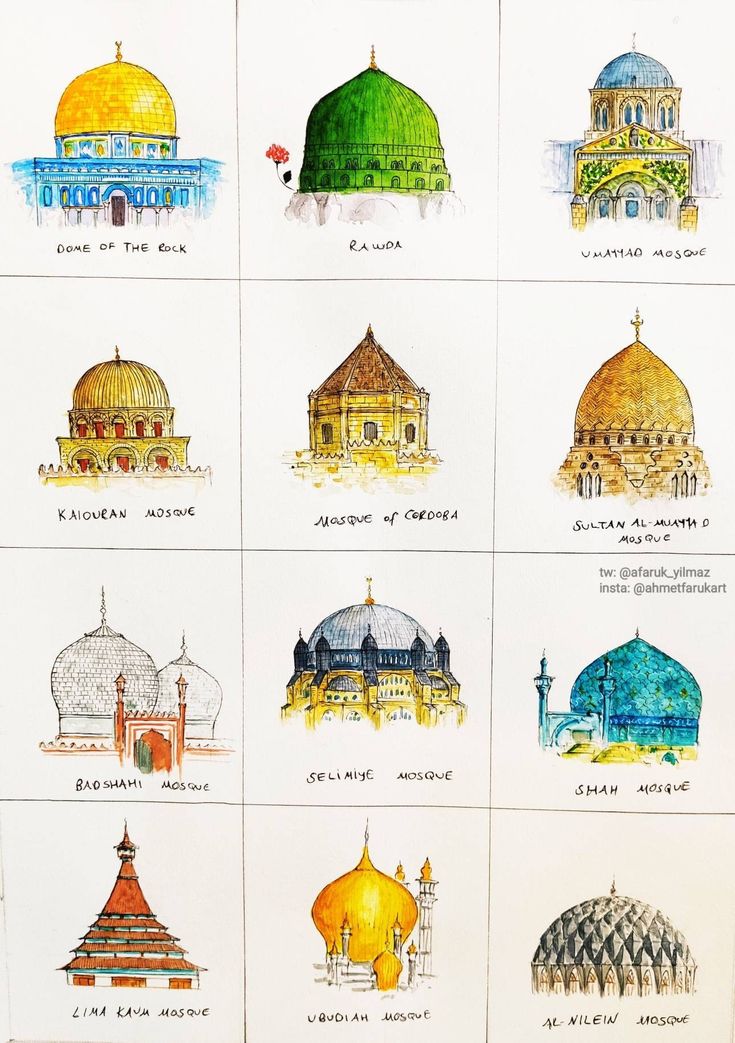 DOME OF THE ROCK
RAWDA
UMAYYAD MOSQUE
KAIOURAN MOSQUE
MOSQUE of CORDOBA
SULTAN AL-MUAYYAD
MOSQUE
tw: @afaruk_yilmaz
insta: @ahmetfarukart
BADSHAHI MOSQUE
SELIMIYE MOSQUE
SHAH MOSQUE
LIMA KAUM MOSQUE
UBUDIAH MOSQUE
AL-NILEIN MOSQUE